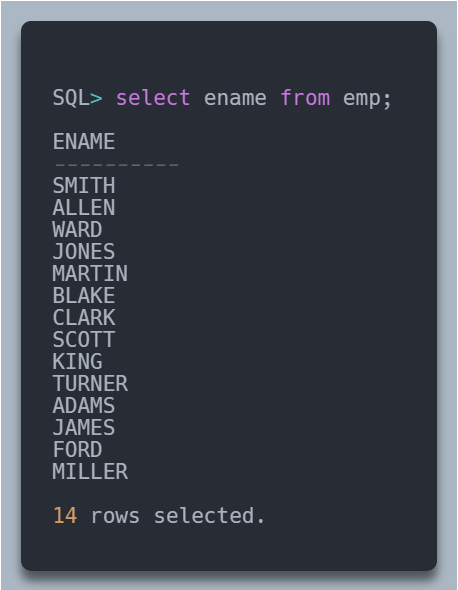 SQL> select ename from emp;
ENAME
----------
SMITH
ALLEN
WARD
JONES
MARTIN
BLAKE
CLARK
SCOTT
KING
TURNER
ADAMS
JAMES
FORD
MILLER
14 rows selected.